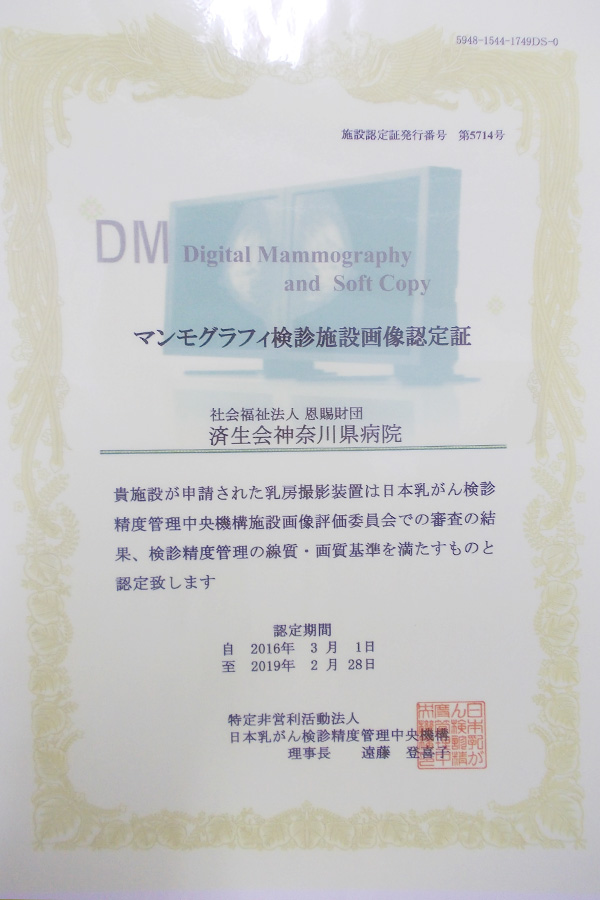 5948-1544-1749DS-0
施設認定証発行番号 第5714号
DM
Digital Mammography
and Soft Copy
マンモグラフィ検診施設画像認定証
社会福祉法人 恩賜財団
済生会神奈川県病院
貴施設が申請された乳房撮影装置は日本乳がん検診
精度管理中央機構施設画像評価委員会での審査の結
果、検診精度管理の線質・画質基準を満たすものと
認定致します
認定期間
自 2016年 3 月 1日
至 2019年 2 月 28日
特定非営利活動法人
日本乳がん検診精度管理中央機構
理事長 遠藤 登喜子